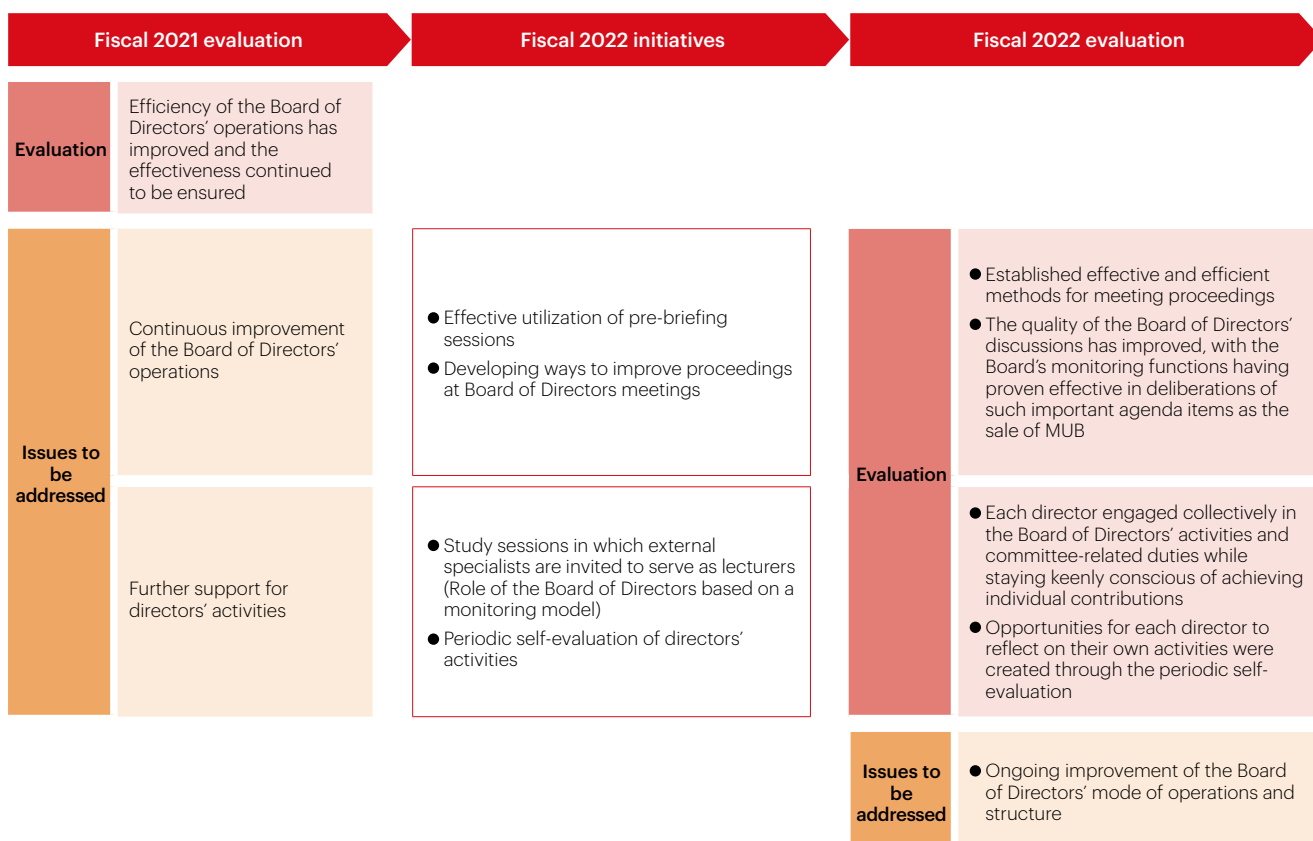 Fiscal 2021 evaluation
Fiscal 2022 initiatives
Fiscal 2022 evaluation
Evaluation
Efficiency of the Board of
Directors' operations has
improved and the
effectiveness continued
to be ensured
Issues to
be
addressed
Continuous improvement
of the Board of Directors'
operations
● Effective utilization of pre-briefing
sessions
● Developing ways to improve proceedings
at Board of Directors meetings
Further support for
directors' activities
● Study sessions in which external
specialists are invited to serve as lecturers
(Role of the Board of Directors based on a
monitoring model)
● Periodic self-evaluation of directors'
activities
Evaluation
● Established effective and efficient
methods for meeting proceedings
● The quality of the Board of Directors'
discussions has improved, with the
Board's monitoring functions having
proven effective in deliberations of
such important agenda items as the
sale of MUB
● Each director engaged collectively in
the Board of Directors' activities and
committee-related duties while
staying keenly conscious of achieving
individual contributions
● Opportunities for each director to
reflect on their own activities were
created through the periodic self-
evaluation
Issues to
be
addressed
● Ongoing improvement of the Board
of Directors' mode of operations and
structure